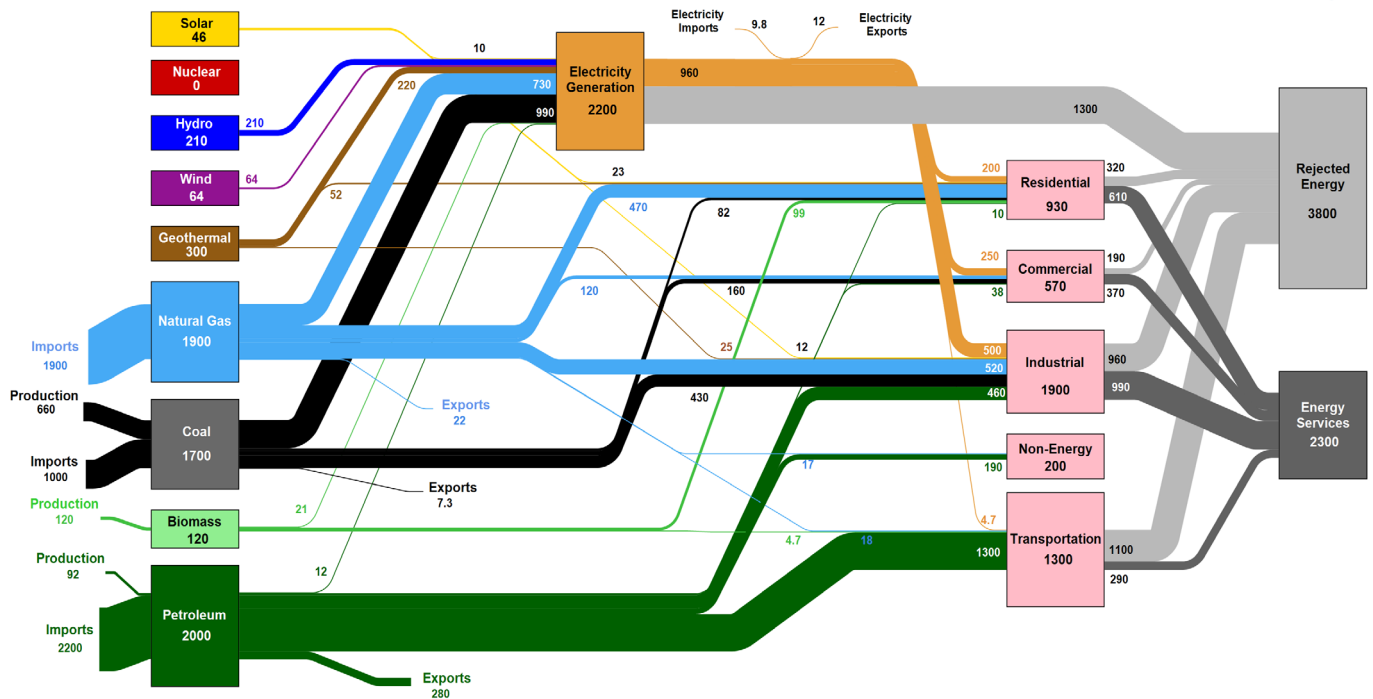 Solar
46
Nuclear
0
Hydro
210
210
Wind
64
64
Geothermal
300
52
220
10
Natural Gas
1900
Imports
1900
Production
660
Imports
1000
Coal
1700
Exports
22
Exports
7.3
Production
120
Biomass
120
21
Production
92
12
Imports
2200
Petroleum
2000
Exports
280
730
990
Electricity
Generation
2200
960
Electricity
Imports
9.8
12
Electricity
Exports
1300
23
470
82
99
120
160
25
12
430
17
4.7
18
200
10
Residential
930
320
610
250
38
Commercial
570
190
370
500
520
460
Industrial
1900
960
990
190
Non-Energy
200
4.7
1300
Transportation
1300
1100
290
Rejected
Energy
3800
Energy
Services
2300